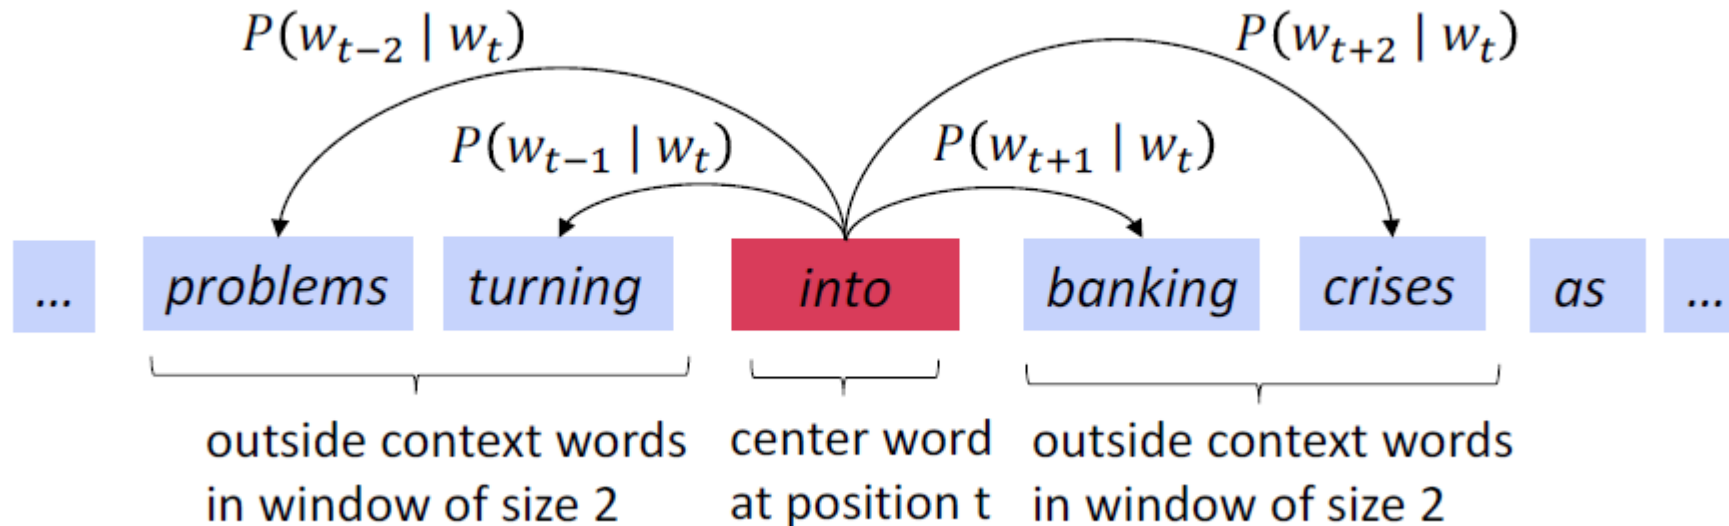 P(w_{t−2} | w_t)
P(w_{t+2} | w_t)
P(w_{t−1} | w_t)
P(w_{t+1} | w_t)
... problems turning into banking crises as ...
outside context words
in window of size 2
center word
at position t
outside context words
in window of size 2